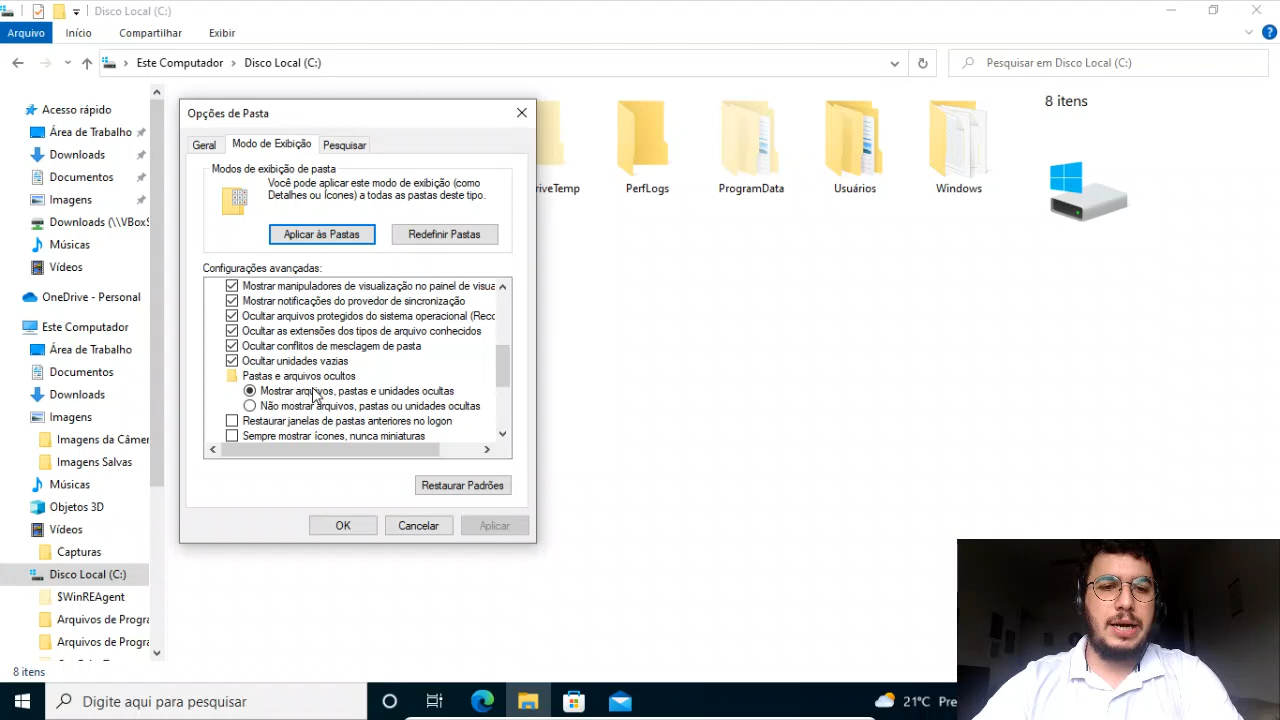 Disco Local (C:)
Arquivo Início Compartilhar Exibir
Este Computador Disco Local (C:)
Pesquisar em Disco Local (C:)
Acesso rápido
Área de Trabalho
Downloads
Documentos
Imagens
Downloads (\\VBoxS
Músicas
Vídeos
OneDrive - Personal
Este Computador
Área de Trabalho
Documentos
Downloads
Imagens
Imagens da Câme
Imagens Salvas
Músicas
Objetos 3D
Vídeos
Capturas
Disco Local (C:)
$WinREAgent
Arquivos de Progra
Arquivos de Progra
8 itens
Opções de Pasta
Geral Modo de Exibição Pesquisar
Modos de exibição de pasta
Você pode aplicar este modo de exibição (como
Detalhes ou Ícones) a todas as pastas deste tipo.
Aplicar às Pastas Redefinir Pastas
Configurações avançadas:
Mostrar manipuladores de visualização no painel de visua
Mostrar notificações do provedor de sincronização
Ocultar arquivos protegidos do sistema operacional (Reco
Ocultar as extensões dos tipos de arquivo conhecidos
Ocultar conflitos de mesclagem de pasta
Ocultar unidades vazias
Pastas e arquivos ocultos
Mostrar arquivos, pastas e unidades ocultas
Não mostrar arquivos, pastas ou unidades ocultas
Restaurar janelas de pastas anteriores no logon
Sempre mostrar ícones, nunca miniaturas
Restaurar Padrões
OK Cancelar Aplicar
riveTemp PerfLogs ProgramData Usuários Windows
8 itens
Digite aqui para pesquisar
21°C Pre